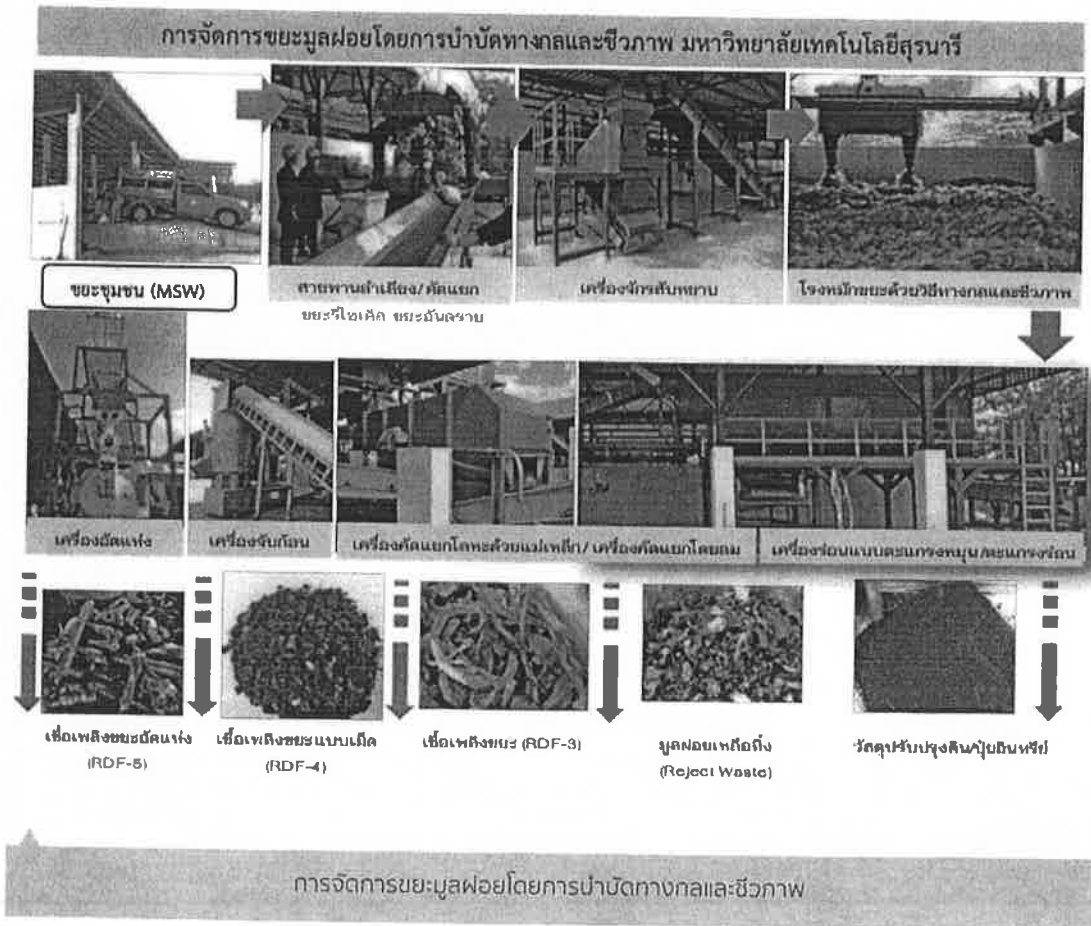 การจัดการขยะมูลฝอยโดยการบำบัดทางกลและชีวภาพ มหาวิทยาลัยเทคโนโลยีสุรนารี
ขยะชุมชน (MSW)
สายพานลำเลียง/คัดแยก
ขยะรีไซเคิล ขยะอันตราย
เครื่องจักรสับหยาบ
โรงหมักขยะด้วยวิธีทางกลและชีวภาพ
เครื่องอัดแท่ง
เครื่องจับก้อน
เครื่องคัดแยกโลหะด้วยแม่เหล็ก/เครื่องคัดแยกโดยลม
เครื่องร่อนแบบตะแกรงหมุน/ตะแกรงร่อน
เชื้อเพลิงขยะอัดแท่ง
(RDF-5)
เชื้อเพลิงขยะแบบเม็ด
(RDF-4)
เชื้อเพลิงขยะ (RDF-3)
มูลฝอยเหลือทิ้ง
(Reject Waste)
วัสดุปรับปรุงดิน/ปุ๋ยอินทรีย์
การจัดการขยะมูลฝอยโดยการบำบัดทางกลและชีวภาพ